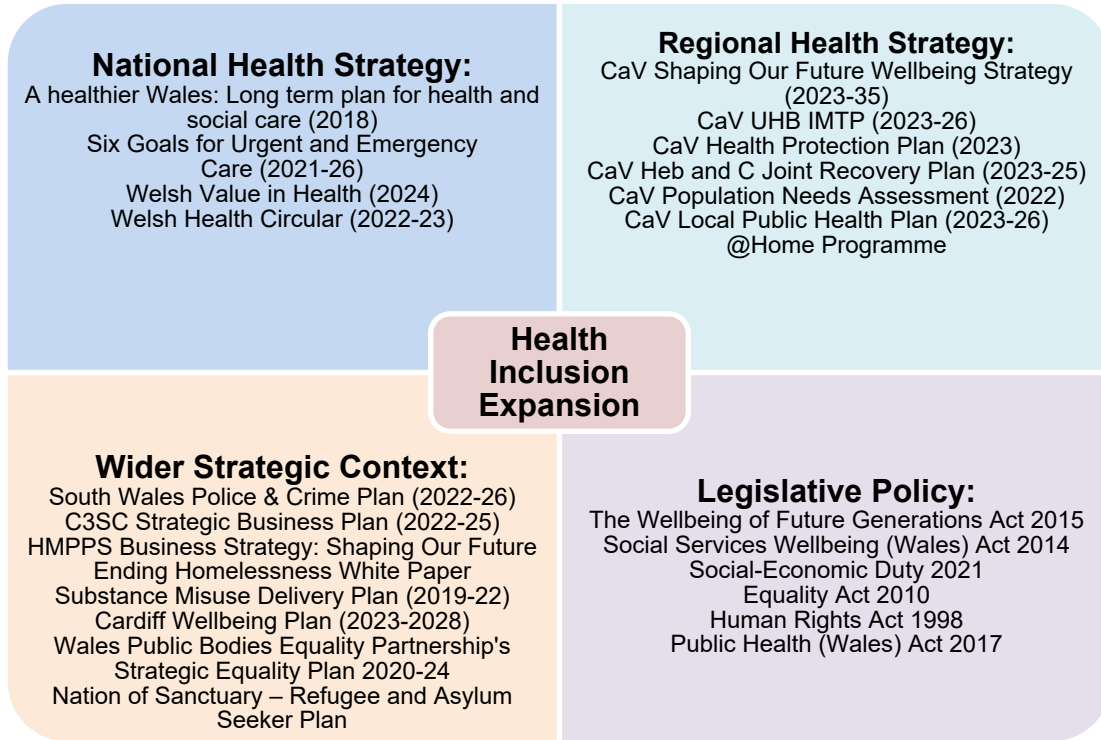 National Health Strategy:
A healthier Wales: Long term plan for health and
social care (2018)
Six Goals for Urgent and Emergency
Care (2021-26)
Welsh Value in Health (2024)
Welsh Health Circular (2022-23)
Regional Health Strategy:
CaV Shaping Our Future Wellbeing Strategy
(2023-35)
CaV UHB IMTP (2023-26)
CaV Health Protection Plan (2023)
CaV Heb and C Joint Recovery Plan (2023-25)
CaV Population Needs Assessment (2022)
CaV Local Public Health Plan (2023-26)
@Home Programme
Health
Inclusion
Expansion
Wider Strategic Context:
South Wales Police & Crime Plan (2022-26)
C3SC Strategic Business Plan (2022-25)
HMPPS Business Strategy: Shaping Our Future
Ending Homelessness White Paper
Substance Misuse Delivery Plan (2019-22)
Cardiff Wellbeing Plan (2023-2028)
Wales Public Bodies Equality Partnership's
Strategic Equality Plan 2020-24
Nation of Sanctuary – Refugee and Asylum
Seeker Plan
Legislative Policy:
The Wellbeing of Future Generations Act 2015
Social Services Wellbeing (Wales) Act 2014
Social-Economic Duty 2021
Equality Act 2010
Human Rights Act 1998
Public Health (Wales) Act 2017